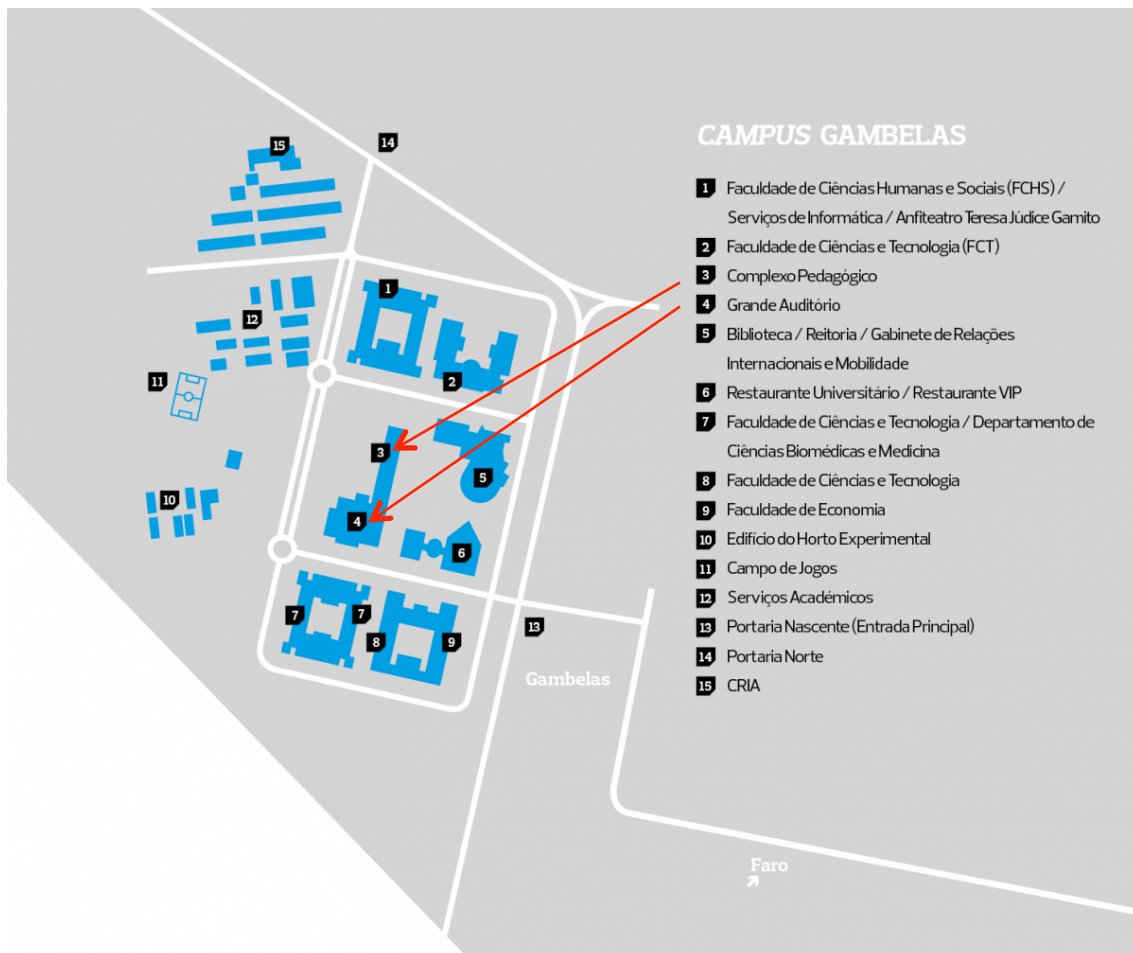 CAMPUS GAMBELAS
1 Faculdade de Ciências Humanas e Sociais (FCHS) /
Serviços de Informática / Anfiteatro Teresa Júdice Gamito
2 Faculdade de Ciências e Tecnologia (FCT)
3 Complexo Pedagógico
4 Grande Auditório
5 Biblioteca / Reitoria / Gabinete de Relações
Internacionais e Mobilidade
6 Restaurante Universitário / Restaurante VIP
7 Faculdade de Ciências e Tecnologia / Departamento de
Ciências Biomédicas e Medicina
8 Faculdade de Ciências e Tecnologia
9 Faculdade de Economia
10 Edifício do Horto Experimental
11 Campo de Jogos
12 Serviços Académicos
13 Portaria Nascente (Entrada Principal)
14 Portaria Norte
15 CRIA
15
14
1
12
2
11
3
5
10
4
6
7
7
8
9
13
Gambelas
Faro